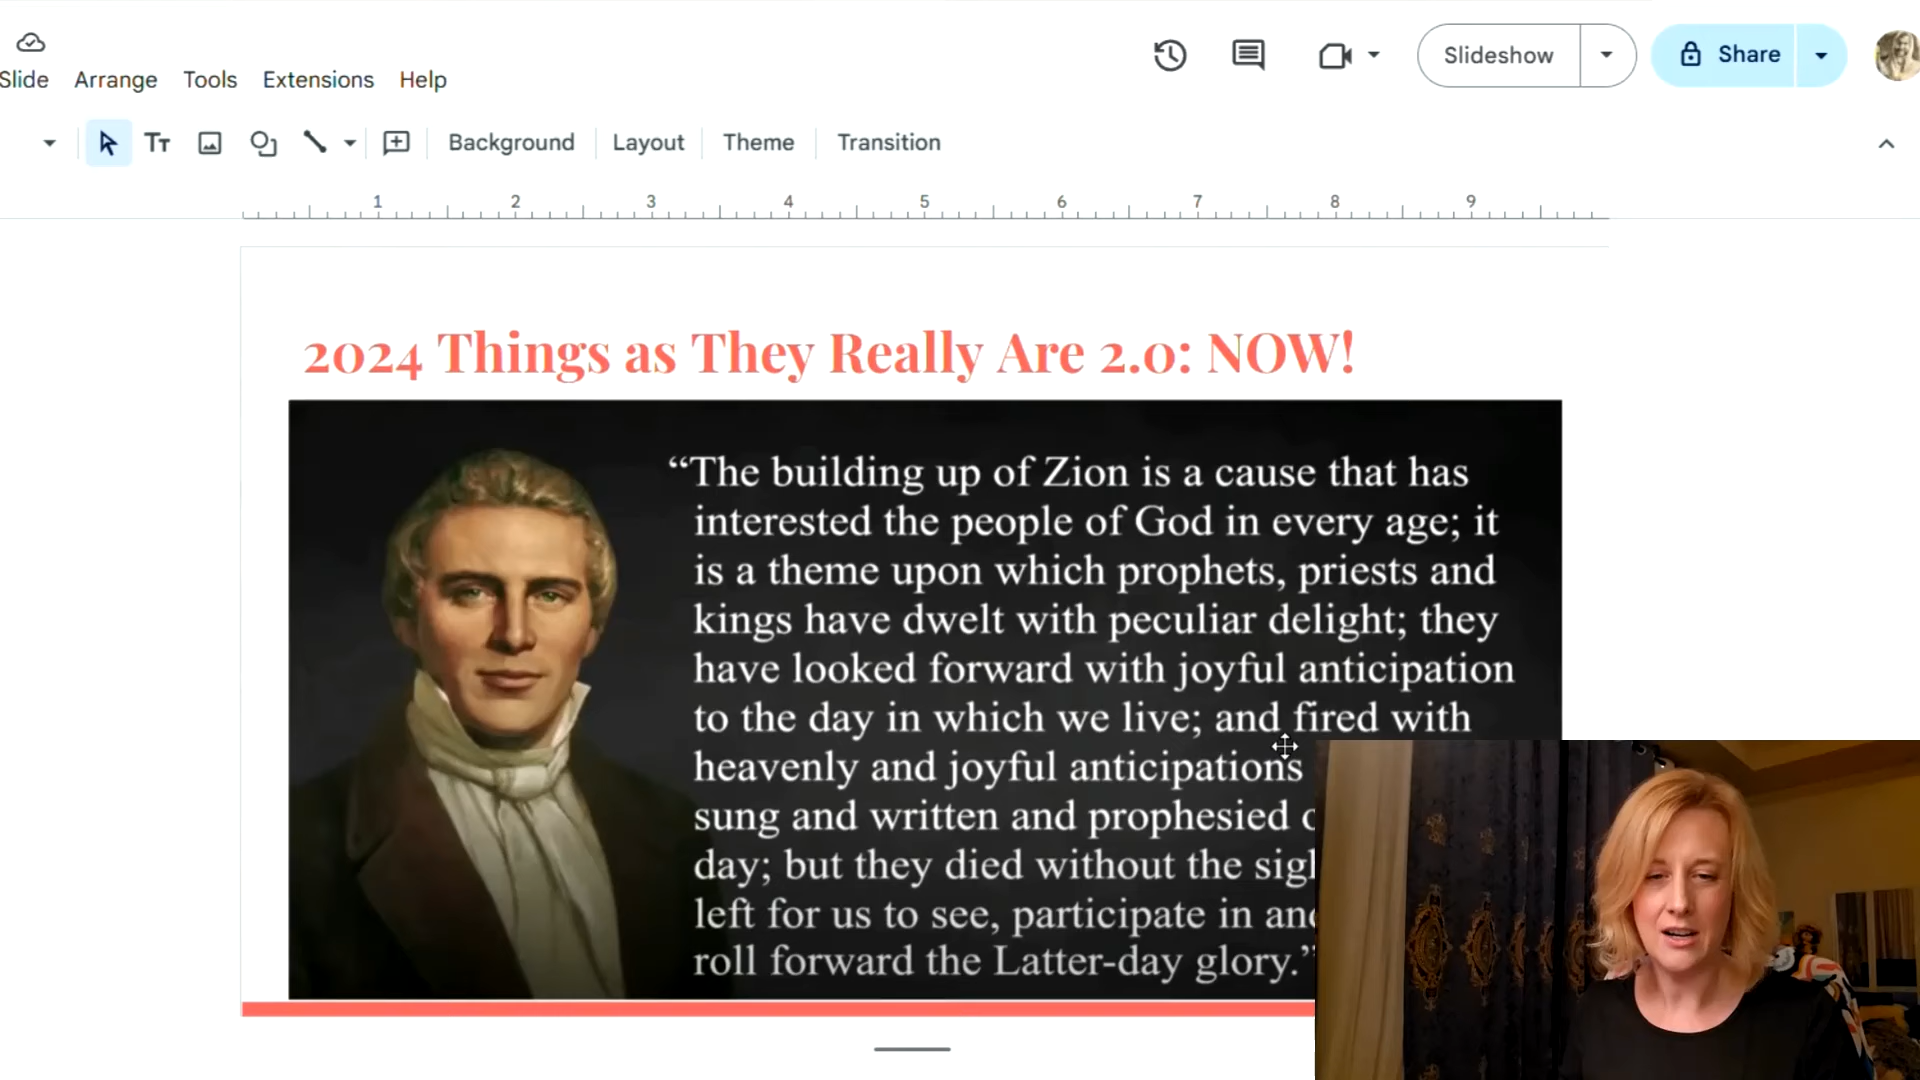 Slideshow
Share
Slide Arrange Tools Extensions Help
Background Layout Theme Transition
1 2 3 4 5 6 7 8 9
2024 Things as They Really Are 2.0: NOW!
“The building up of Zion is a cause that has
interested the people of God in every age; it
is a theme upon which prophets, priests and
kings have dwelt with peculiar delight; they
have looked forward with joyful anticipation
to the day in which we live; and fired with
heavenly and joyful anticipations
sung and written and prophesied
day; but they died without the
left for us to see, participate in
roll forward the Latter-day glory.”